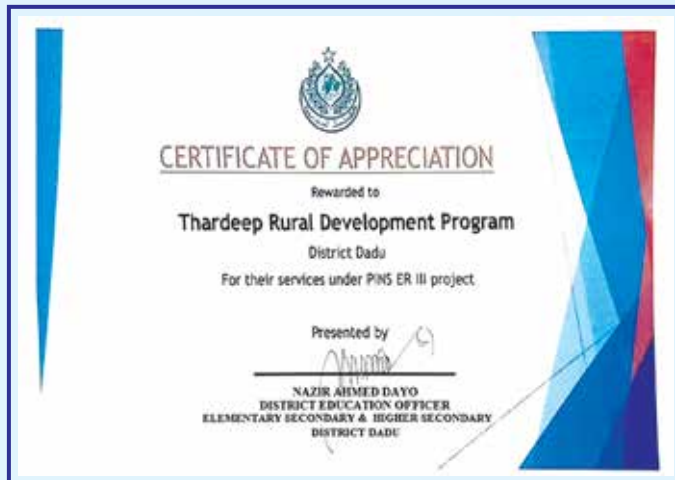 CERTIFICATE OF APPRECIATION
Rewarded to
Thardeep Rural Development Program
District Dadu
For their services under PINS ER III project
Presented by
NAZIR AHMED DAYO
DISTRICT EDUCATION OFFICER
ELEMENTARY SECONDARY & HIGHER SECONDARY
DISTRICT DADU